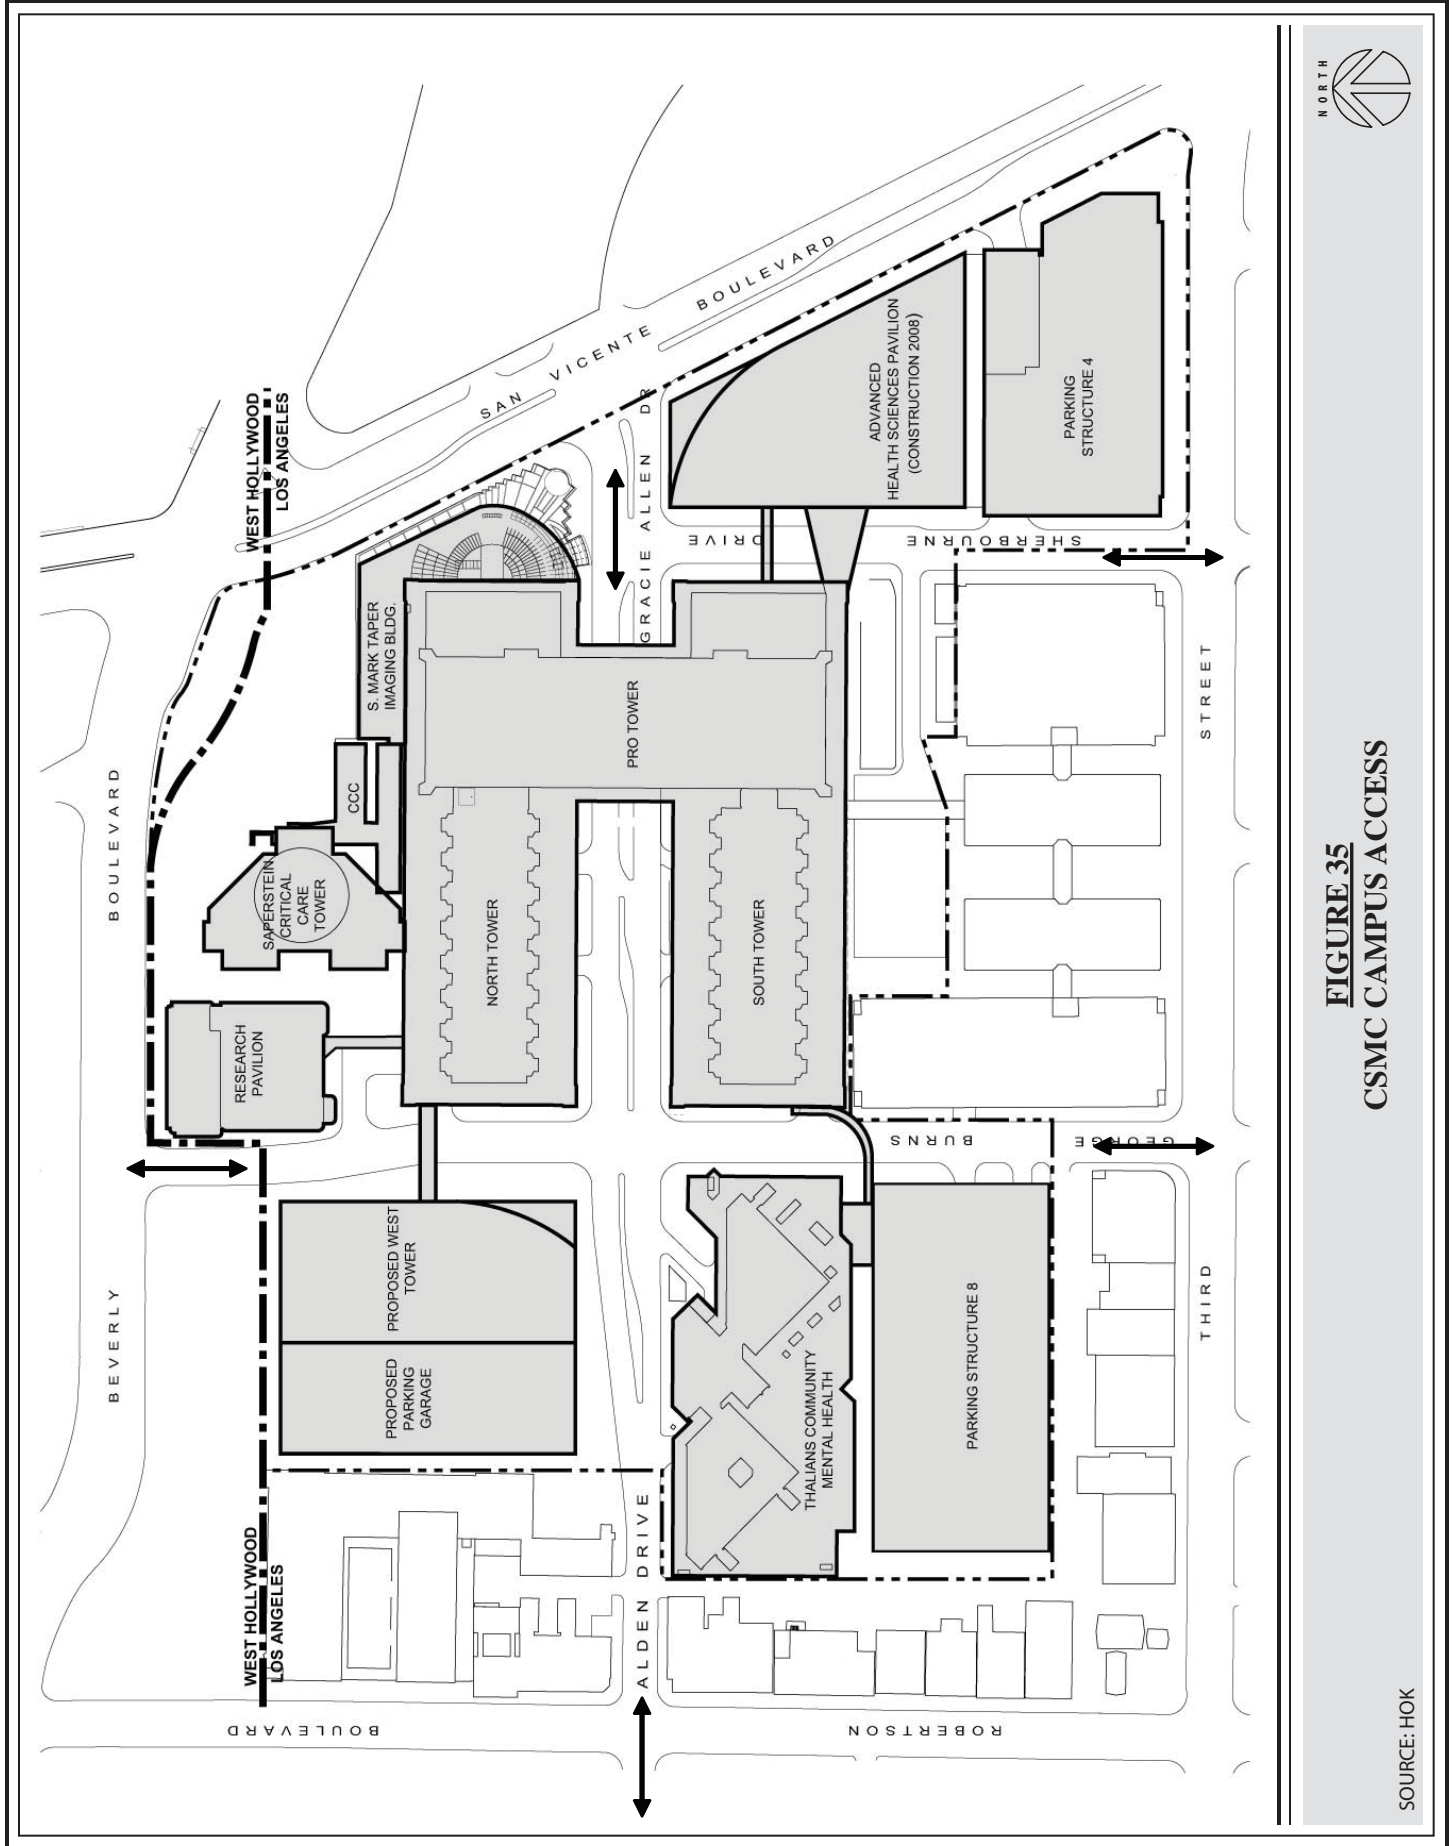 WEST HOLLYWOOD
LOS ANGELES
BOULEVARD
BEVERLY
SAN VICENTE BOULEVARD
GRACIE ALLEN DR
ADVANCED
HEALTH SCIENCES PAVILION
(CONSTRUCTION 2008)
PARKING
STRUCTURE 4
SHERBOURNE DRIVE
S. MARK TAPER
IMAGING BLDG.
PRO TOWER
CCC
SAPERSTEIN
CRITICAL
CARE
TOWER
NORTH TOWER
SOUTH TOWER
RESEARCH
PAVILION
GEORGE BURNS
STREET
THIRD
PROPOSED WEST
TOWER
PROPOSED
PARKING
GARAGE
THALIANS COMMUNITY
MENTAL HEALTH
PARKING STRUCTURE 8
WEST HOLLYWOOD
LOS ANGELES
ALDEN DRIVE
ROBERTSON BOULEVARD
NORTH
FIGURE 35
CSMC CAMPUS ACCESS
SOURCE: HOK